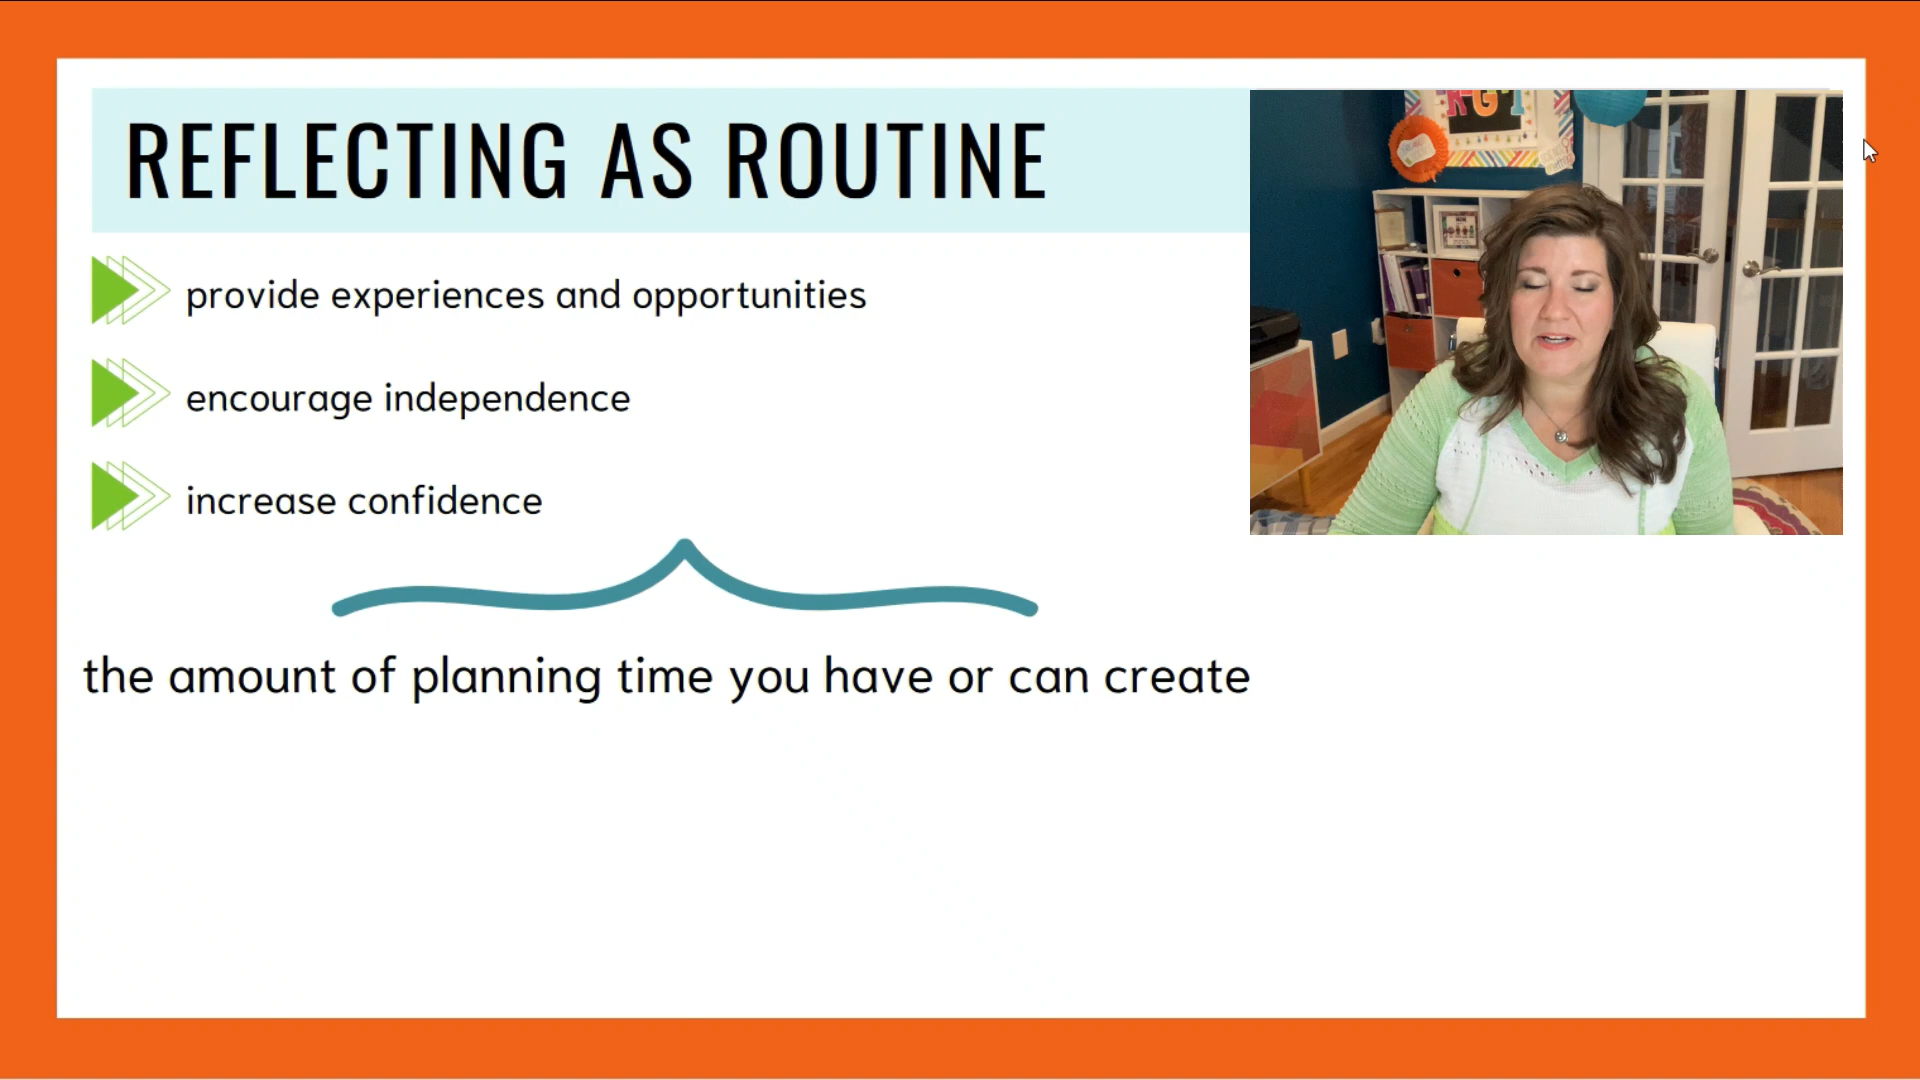 REFLECTING AS ROUTINE
provide experiences and opportunities
encourage independence
increase confidence
the amount of planning time you have or can create